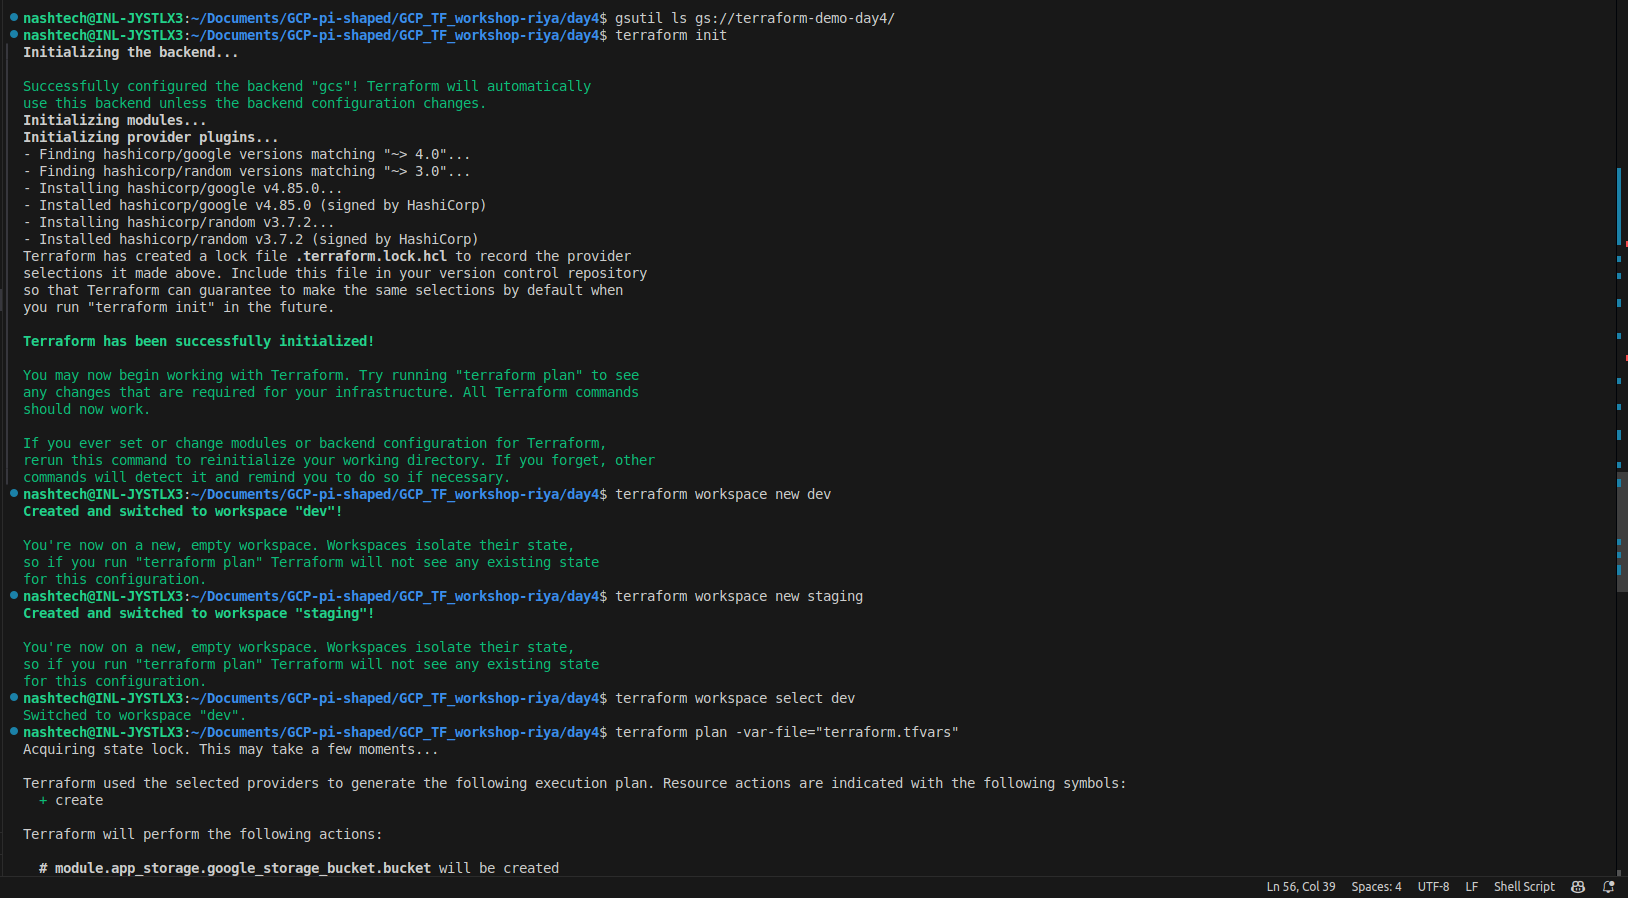 nashtech@INL-JYSTLX3:~/Documents/GCP-pi-shaped/GCP_TF_workshop-riya/day4$ gsutil ls gs://terraform-demo-day4/
nashtech@INL-JYSTLX3:~/Documents/GCP-pi-shaped/GCP_TF_workshop-riya/day4$ terraform init
Initializing the backend...

Successfully configured the backend "gcs"! Terraform will automatically
use this backend unless the backend configuration changes.
Initializing modules...
Initializing provider plugins...
- Finding hashicorp/google versions matching "~> 4.0"...
- Finding hashicorp/random versions matching "~> 3.0"...
- Installing hashicorp/google v4.85.0...
- Installed hashicorp/google v4.85.0 (signed by HashiCorp)
- Installing hashicorp/random v3.7.2...
- Installed hashicorp/random v3.7.2 (signed by HashiCorp)
Terraform has created a lock file .terraform.lock.hcl to record the provider
selections it made above. Include this file in your version control repository
so that Terraform can guarantee to make the same selections by default when
you run "terraform init" in the future.

Terraform has been successfully initialized!

You may now begin working with Terraform. Try running "terraform plan" to see
any changes that are required for your infrastructure. All Terraform commands
should now work.

If you ever set or change modules or backend configuration for Terraform,
rerun this command to reinitialize your working directory. If you forget, other
commands will detect it and remind you to do so if necessary.
nashtech@INL-JYSTLX3:~/Documents/GCP-pi-shaped/GCP_TF_workshop-riya/day4$ terraform workspace new dev
Created and switched to workspace "dev"!

You're now on a new, empty workspace. Workspaces isolate their state,
so if you run "terraform plan" Terraform will not see any existing state
for this configuration.
nashtech@INL-JYSTLX3:~/Documents/GCP-pi-shaped/GCP_TF_workshop-riya/day4$ terraform workspace new staging
Created and switched to workspace "staging"!

You're now on a new, empty workspace. Workspaces isolate their state,
so if you run "terraform plan" Terraform will not see any existing state
for this configuration.
nashtech@INL-JYSTLX3:~/Documents/GCP-pi-shaped/GCP_TF_workshop-riya/day4$ terraform workspace select dev
Switched to workspace "dev".
nashtech@INL-JYSTLX3:~/Documents/GCP-pi-shaped/GCP_TF_workshop-riya/day4$ terraform plan -var-file="terraform.tfvars"
Acquiring state lock. This may take a few moments...

Terraform used the selected providers to generate the following execution plan. Resource actions are indicated with the following symbols:
  + create

Terraform will perform the following actions:

  # module.app_storage.google_storage_bucket.bucket will be created
Ln 56, Col 39 Spaces: 4 UTF-8 LF Shell Script